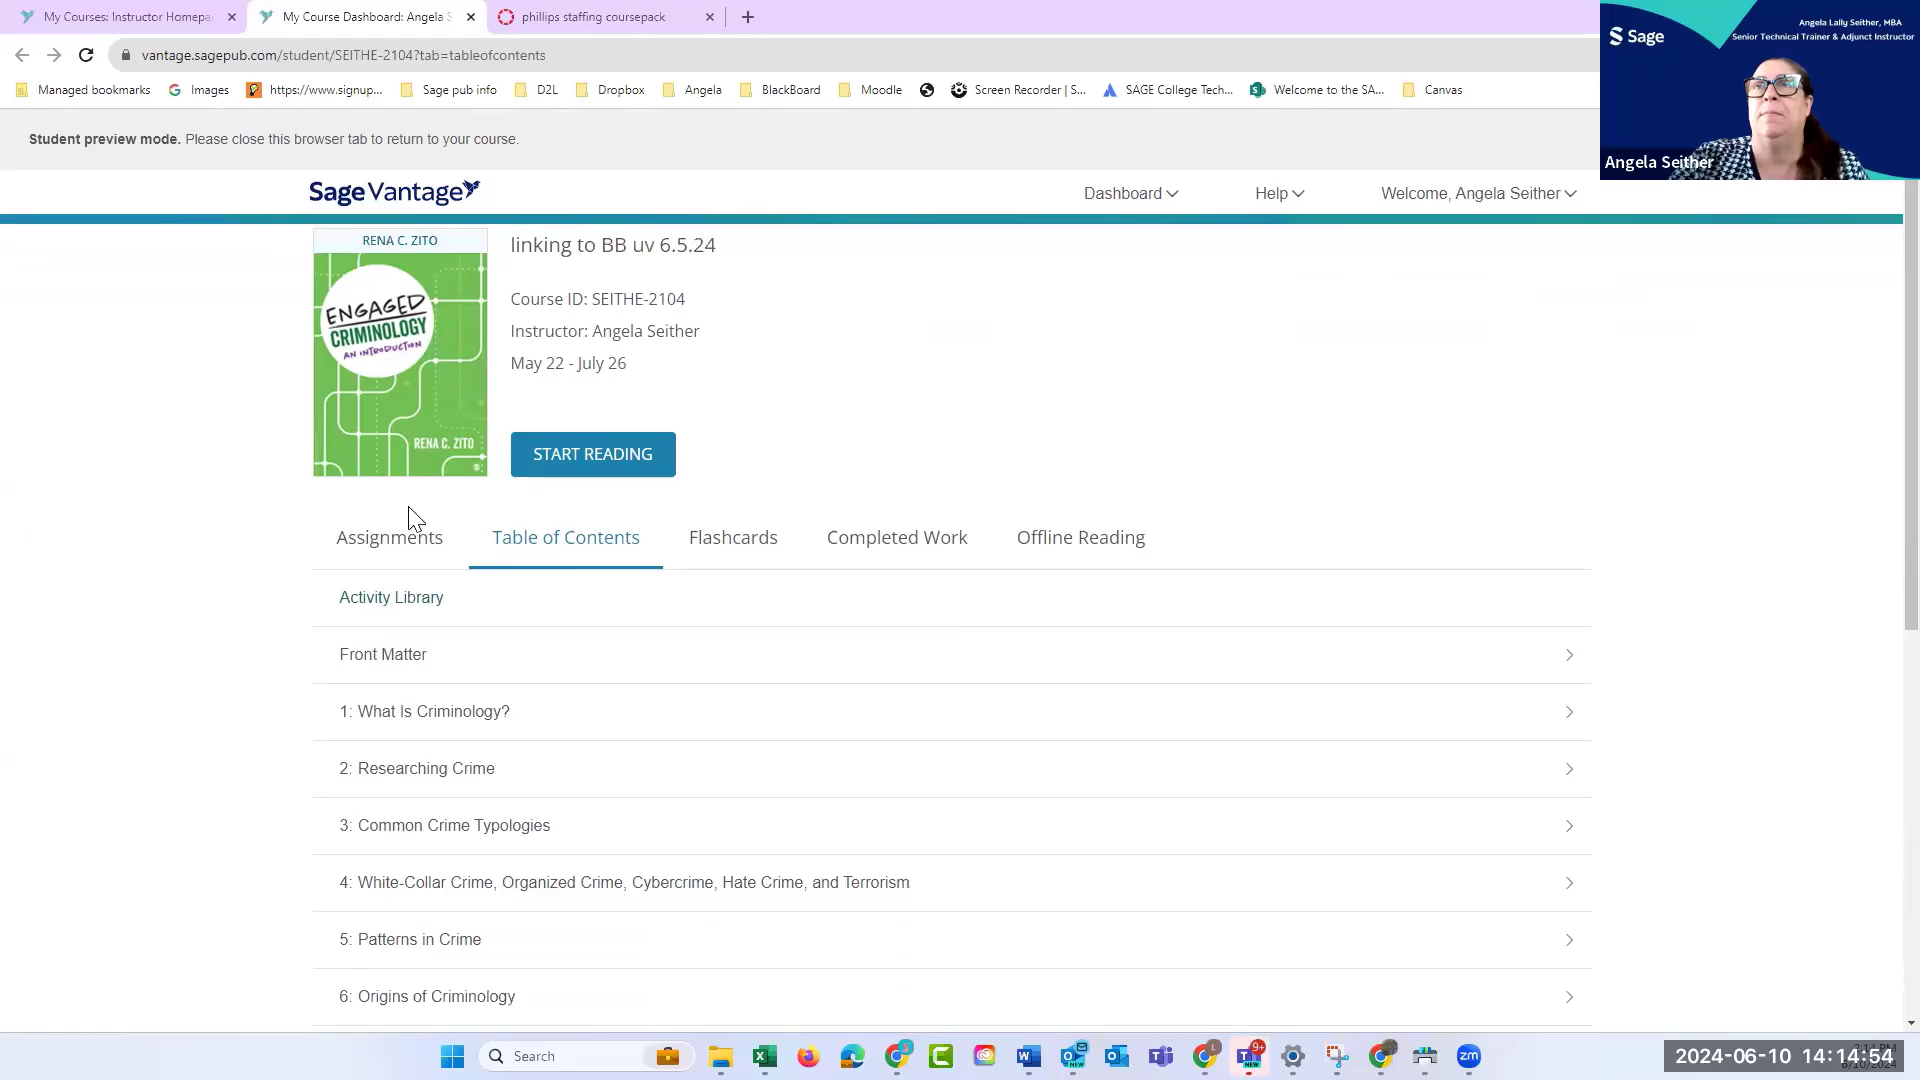 My Courses: Instructor Homepa
My Course Dashboard: Angela S
phillips staffing coursepack
vantage.sagepub.com/student/SEITHE-2104?tab=tableofcontents
Managed bookmarks
Images
https://www.signup...
Sage pub info
D2L
Dropbox
Angela
BlackBoard
Moodle
Screen Recorder | S...
SAGE College Tech...
Welcome to the SA...
Canvas
Angela Lally Seither, MBA
Senior Technical Trainer & Adjunct Instructor
Sage
Angela Seither
Student preview mode. Please close this browser tab to return to your course.
Sage Vantage
Dashboard
Help
Welcome, Angela Seither
RENA C. ZITO
ENGAGED
CRIMINOLOGY
AN INTRODUCTION
RENA C. ZITO
linking to BB uv 6.5.24
Course ID: SEITHE-2104
Instructor: Angela Seither
May 22 - July 26
START READING
Assignments
Table of Contents
Flashcards
Completed Work
Offline Reading
Activity Library
Front Matter
1: What Is Criminology?
2: Researching Crime
3: Common Crime Typologies
4: White-Collar Crime, Organized Crime, Cybercrime, Hate Crime, and Terrorism
5: Patterns in Crime
6: Origins of Criminology
Search
2024-06-10 14:14:54